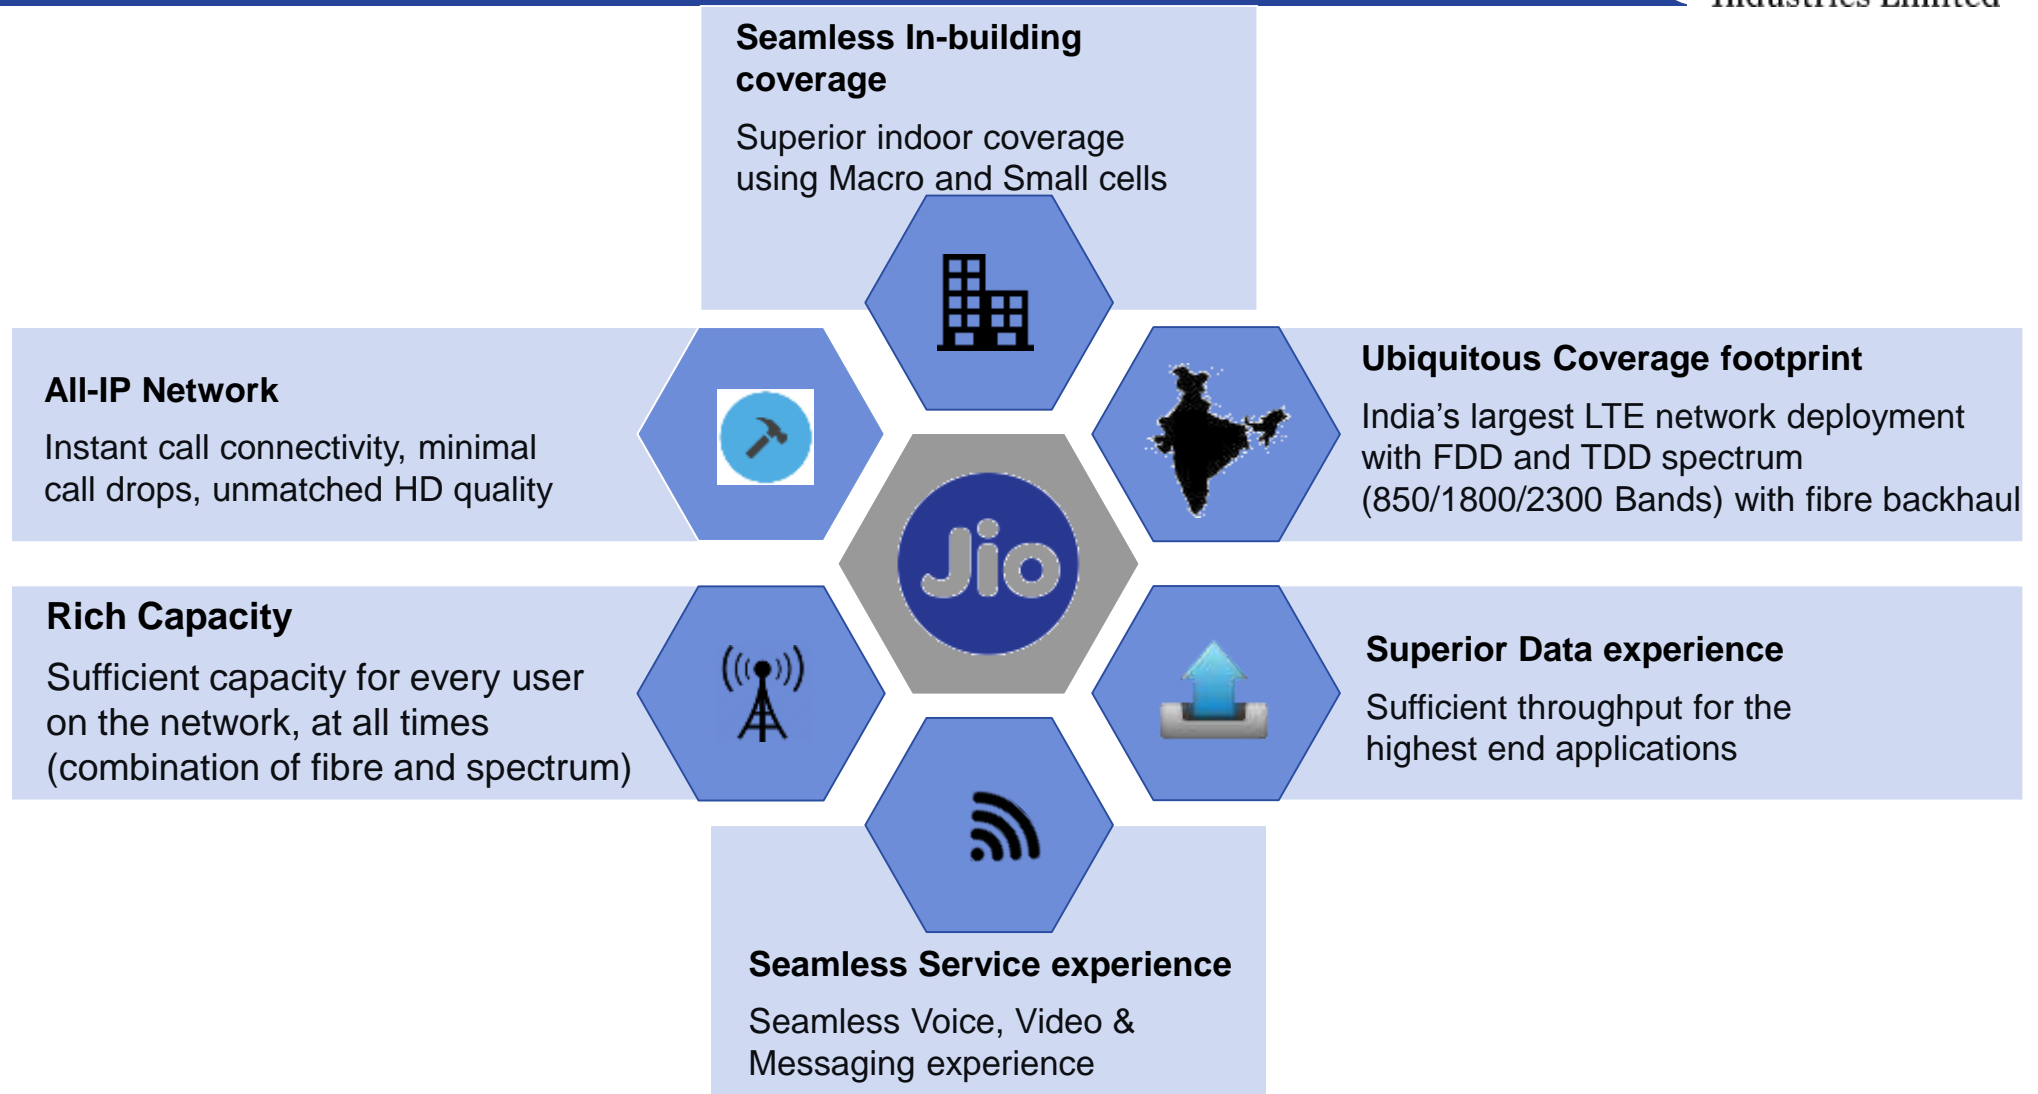 Industries Limited
Seamless In-building
coverage
Superior indoor coverage
using Macro and Small cells
All-IP Network
Instant call connectivity, minimal
call drops, unmatched HD quality
Ubiquitous Coverage footprint
India’s largest LTE network deployment
with FDD and TDD spectrum
(850/1800/2300 Bands) with fibre backhaul
Jio
Rich Capacity
Sufficient capacity for every user
on the network, at all times
(combination of fibre and spectrum)
Superior Data experience
Sufficient throughput for the
highest end applications
Seamless Service experience
Seamless Voice, Video &
Messaging experience